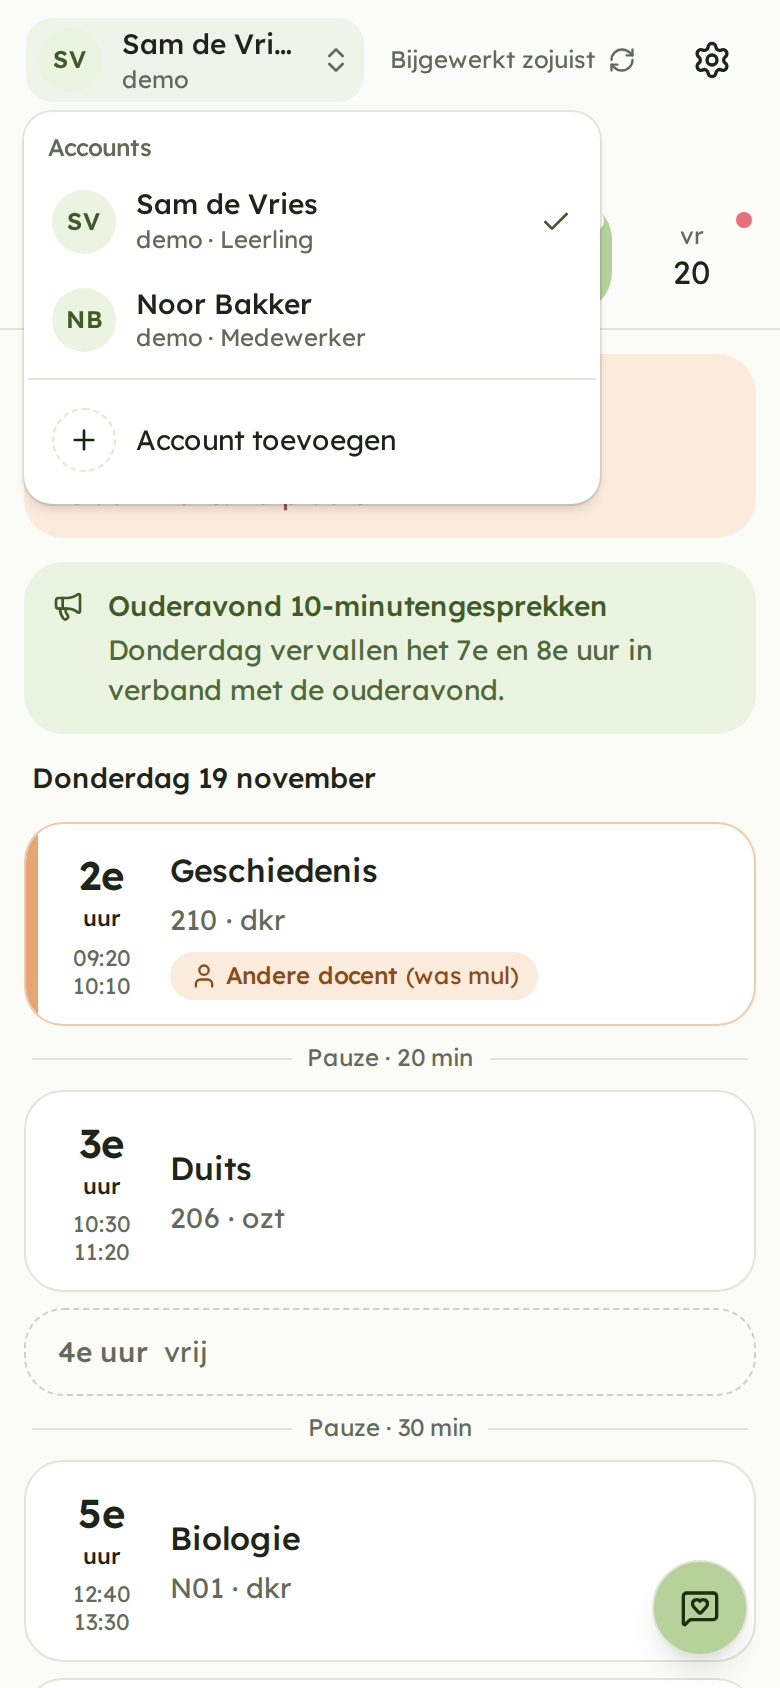 SV
Sam de Vri...
demo
Bijgewerkt zojuist
Accounts
SV
Sam de Vries
demo · Leerling
NB
Noor Bakker
demo · Medewerker
Account toevoegen
vr
20
Ouderavond 10-minutengesprekken
Donderdag vervallen het 7e en 8e uur in
verband met de ouderavond.
Donderdag 19 november
2e
uur
09:20
10:10
Geschiedenis
210 · dkr
Andere docent (was mul)
Pauze · 20 min
3e
uur
10:30
11:20
Duits
206 · ozt
4e uur vrij
Pauze · 30 min
5e
uur
12:40
13:30
Biologie
N01 · dkr